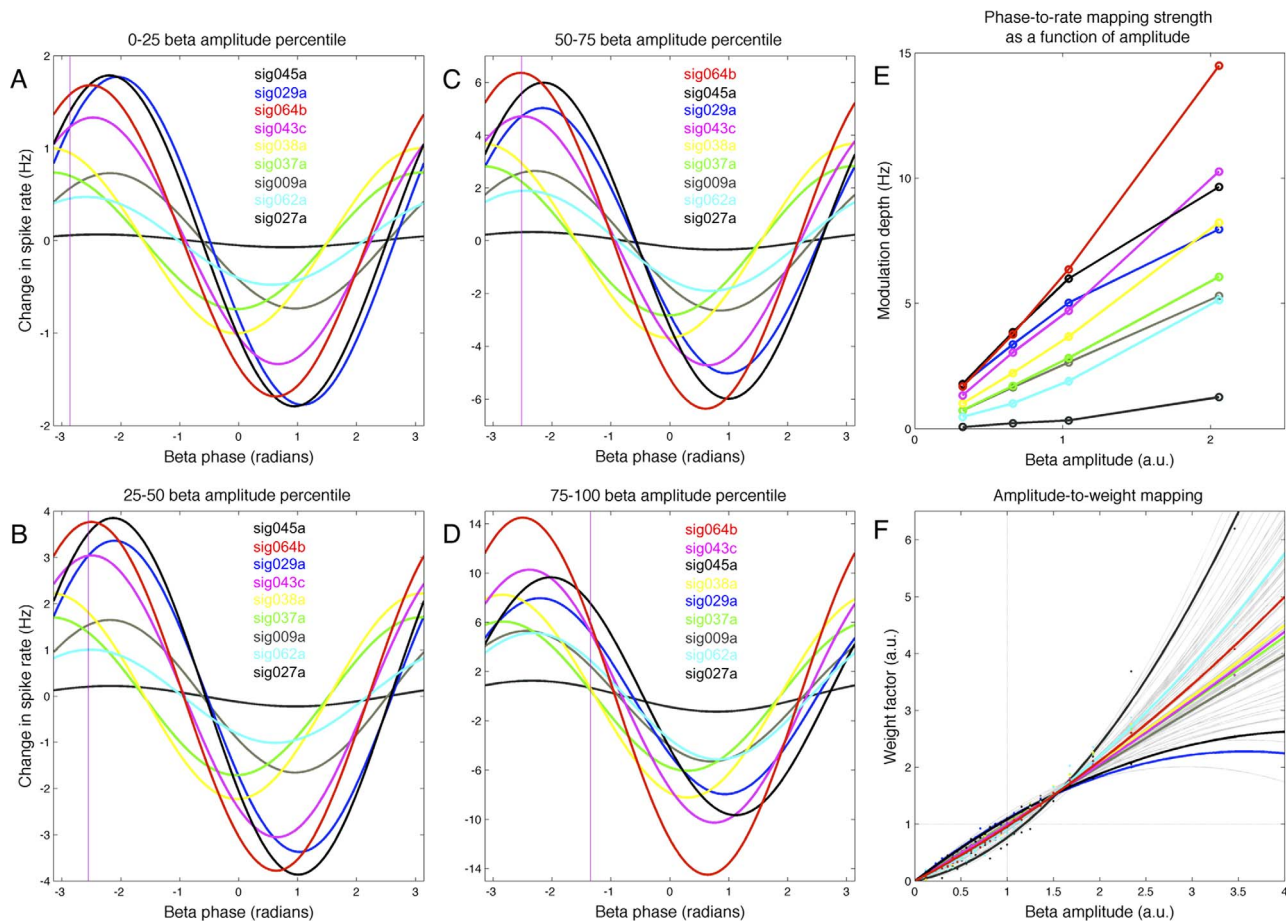 A
0-25 beta amplitude percentile
Change in spike rate (Hz)
2
1
0
-1
-2
sig045a
sig029a
sig064b
sig043c
sig038a
sig037a
sig009a
sig062a
sig027a
-3 -2 -1 0 1 2 3
Beta phase (radians)
B
25-50 beta amplitude percentile
Change in spike rate (Hz)
4
3
2
1
0
-1
-2
-3
-4
sig045a
sig064b
sig029a
sig043c
sig038a
sig037a
sig009a
sig062a
sig027a
-3 -2 -1 0 1 2 3
Beta phase (radians)
C
50-75 beta amplitude percentile
6
4
2
0
-2
-4
-6
sig064b
sig045a
sig029a
sig043c
sig038a
sig037a
sig009a
sig062a
sig027a
-3 -2 -1 0 1 2 3
Beta phase (radians)
D
75-100 beta amplitude percentile
14
10
6
2
-2
-6
-10
-14
sig064b
sig043c
sig045a
sig038a
sig029a
sig037a
sig009a
sig062a
sig027a
-3 -2 -1 0 1 2 3
Beta phase (radians)
E
Phase-to-rate mapping strength
as a function of amplitude
Modulation depth (Hz)
15
10
5
0
0 1 2
Beta amplitude (a.u.)
F
Amplitude-to-weight mapping
Weight factor (a.u.)
6
5
4
3
2
1
0
0 0.5 1 1.5 2 2.5 3 3.5 4
Beta amplitude (a.u.)